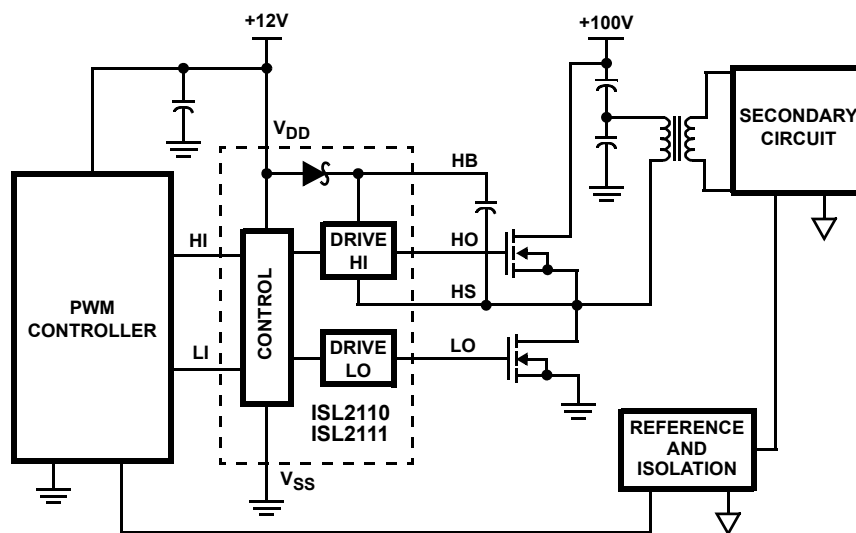 +12V
+100V
SECONDARY
CIRCUIT
VDD
HB
HI
DRIVE
HI
HO
PWM
CONTROLLER
CONTROL
HS
LI
DRIVE
LO
LO
ISL2110
ISL2111
REFERENCE
AND
ISOLATION
VSS